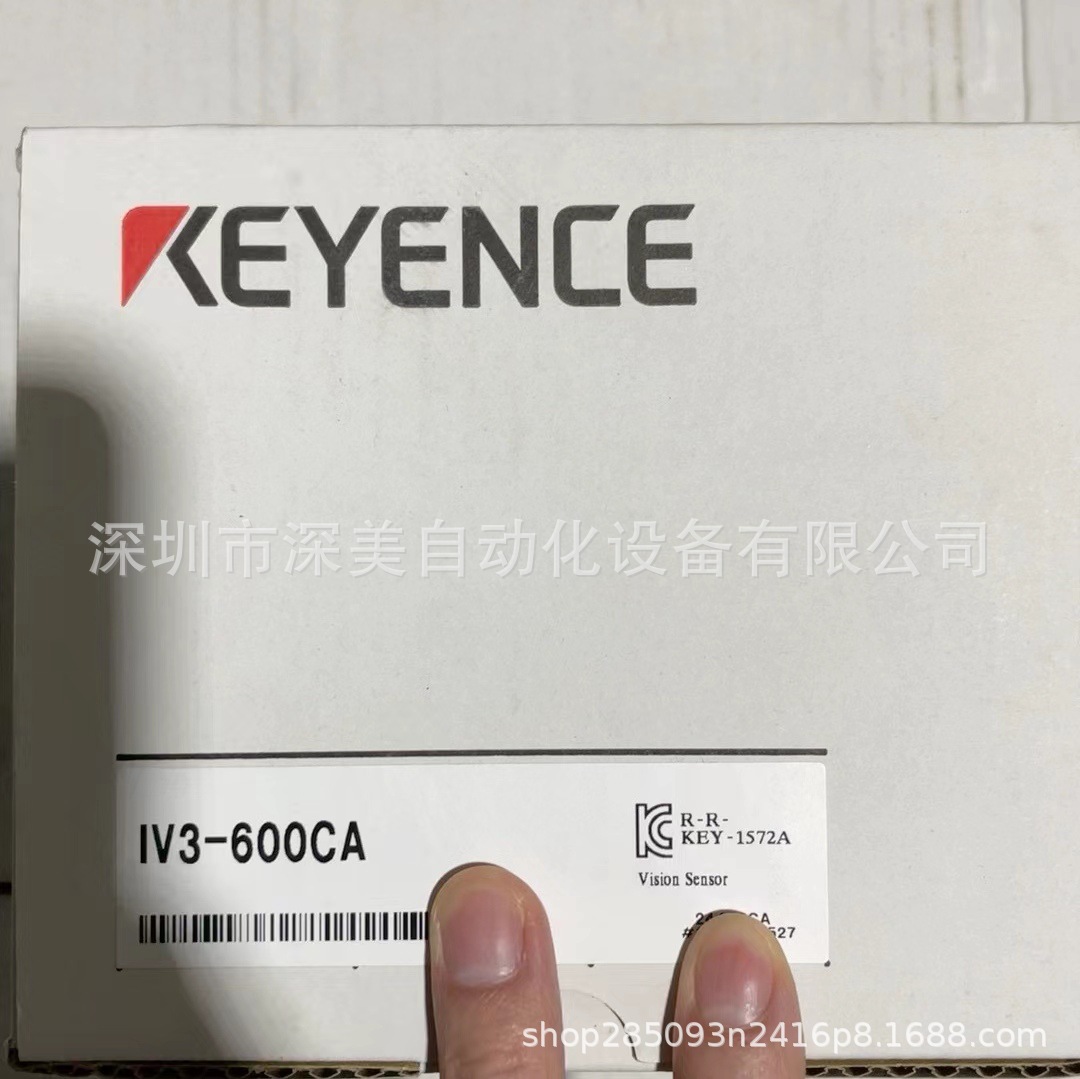 KEYENCE
深圳市深美自动化设备有限公司
IV3-600CA
R-R-
KEY-1572A
Vision Sensor
shop285093n2416p8.1688.com